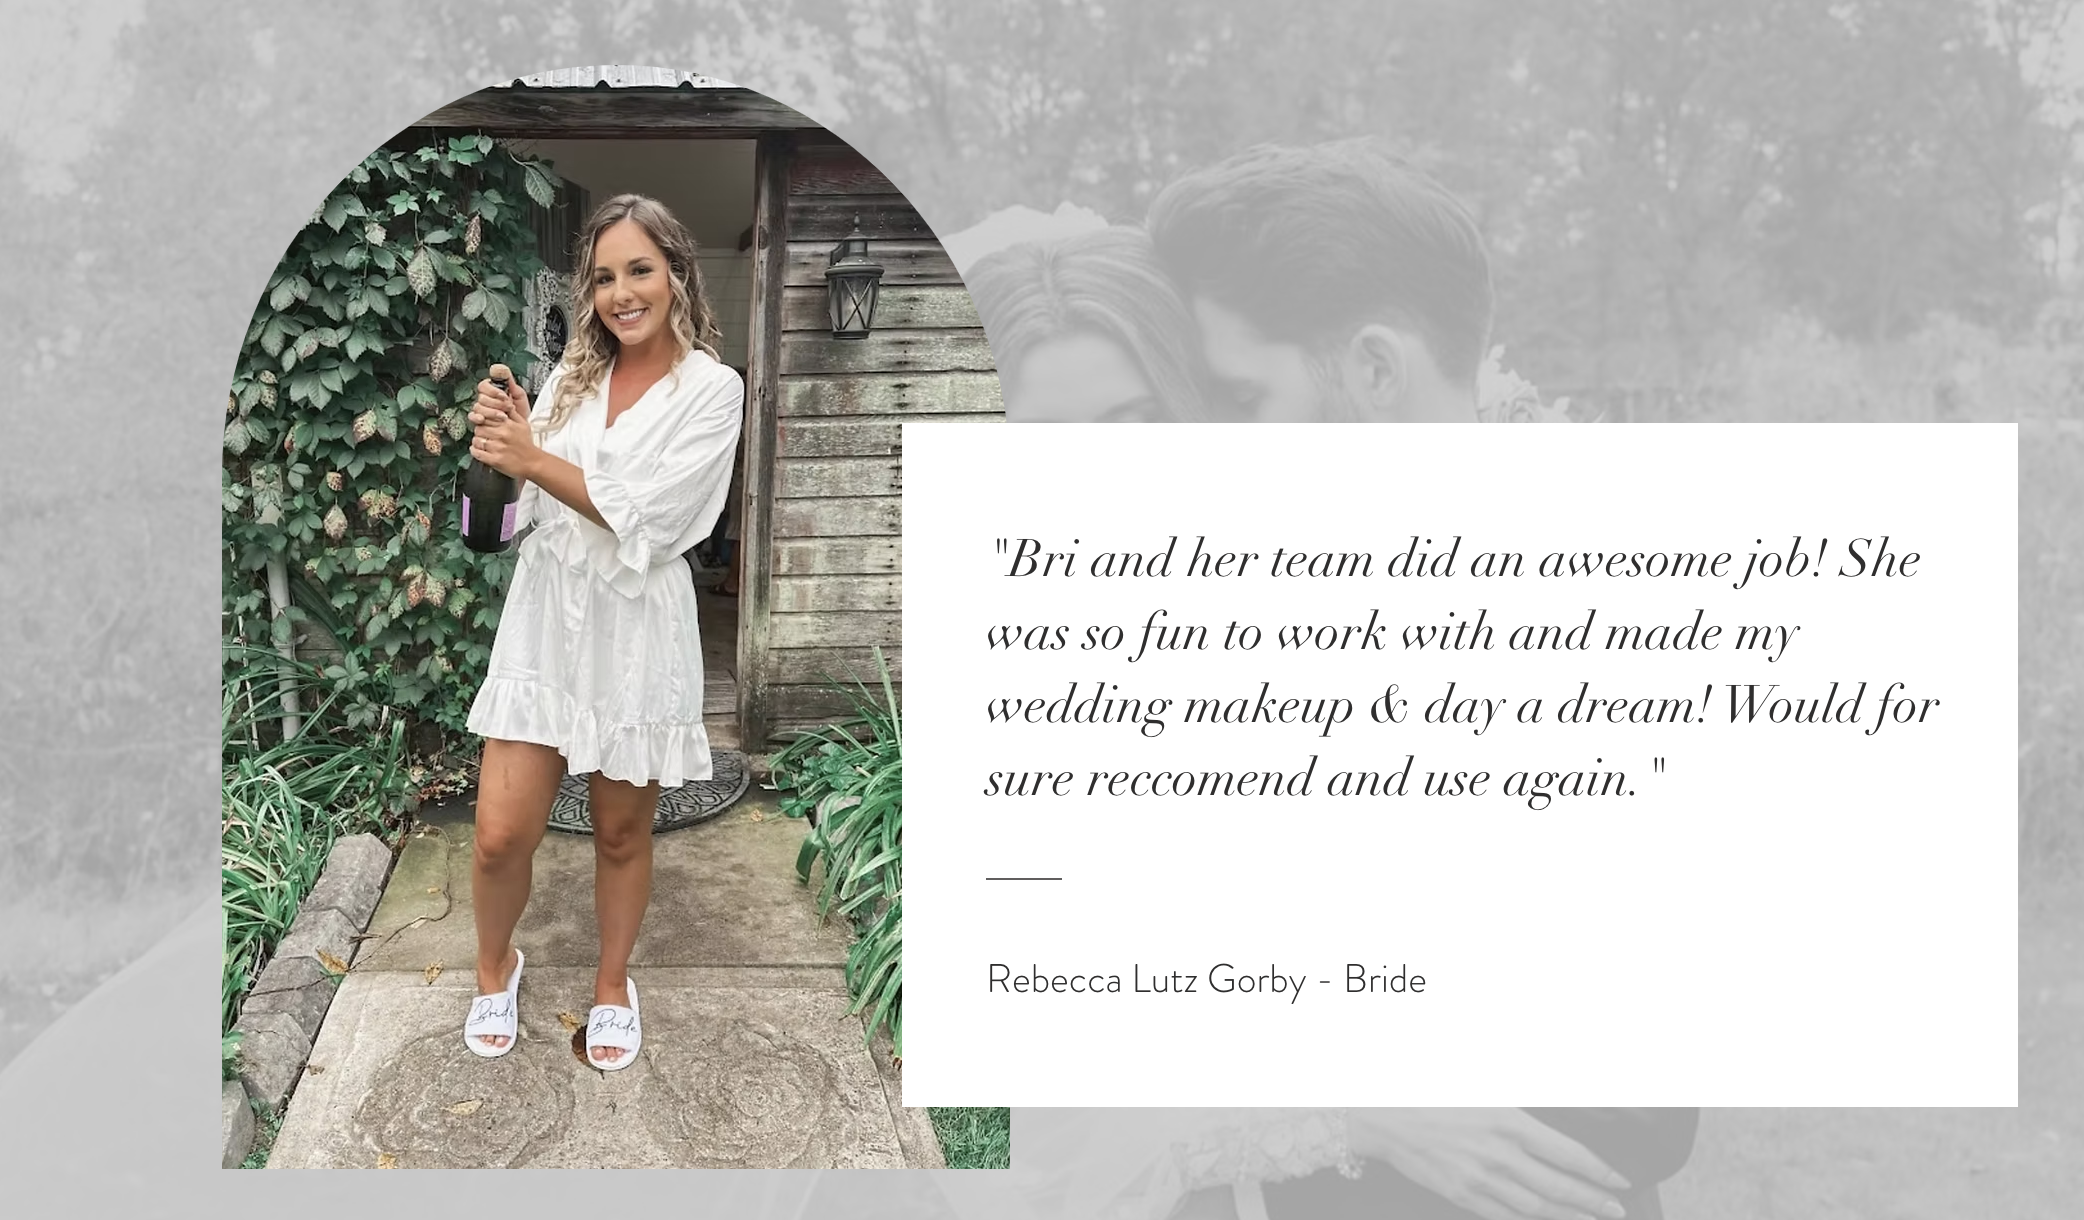 "Bri and her team did an awesome job! She
was so fun to work with and made my
wedding makeup & day a dream! Would for
sure reccomend and use again. "
Rebecca Lutz Gorby - Bride
Bride
Bride